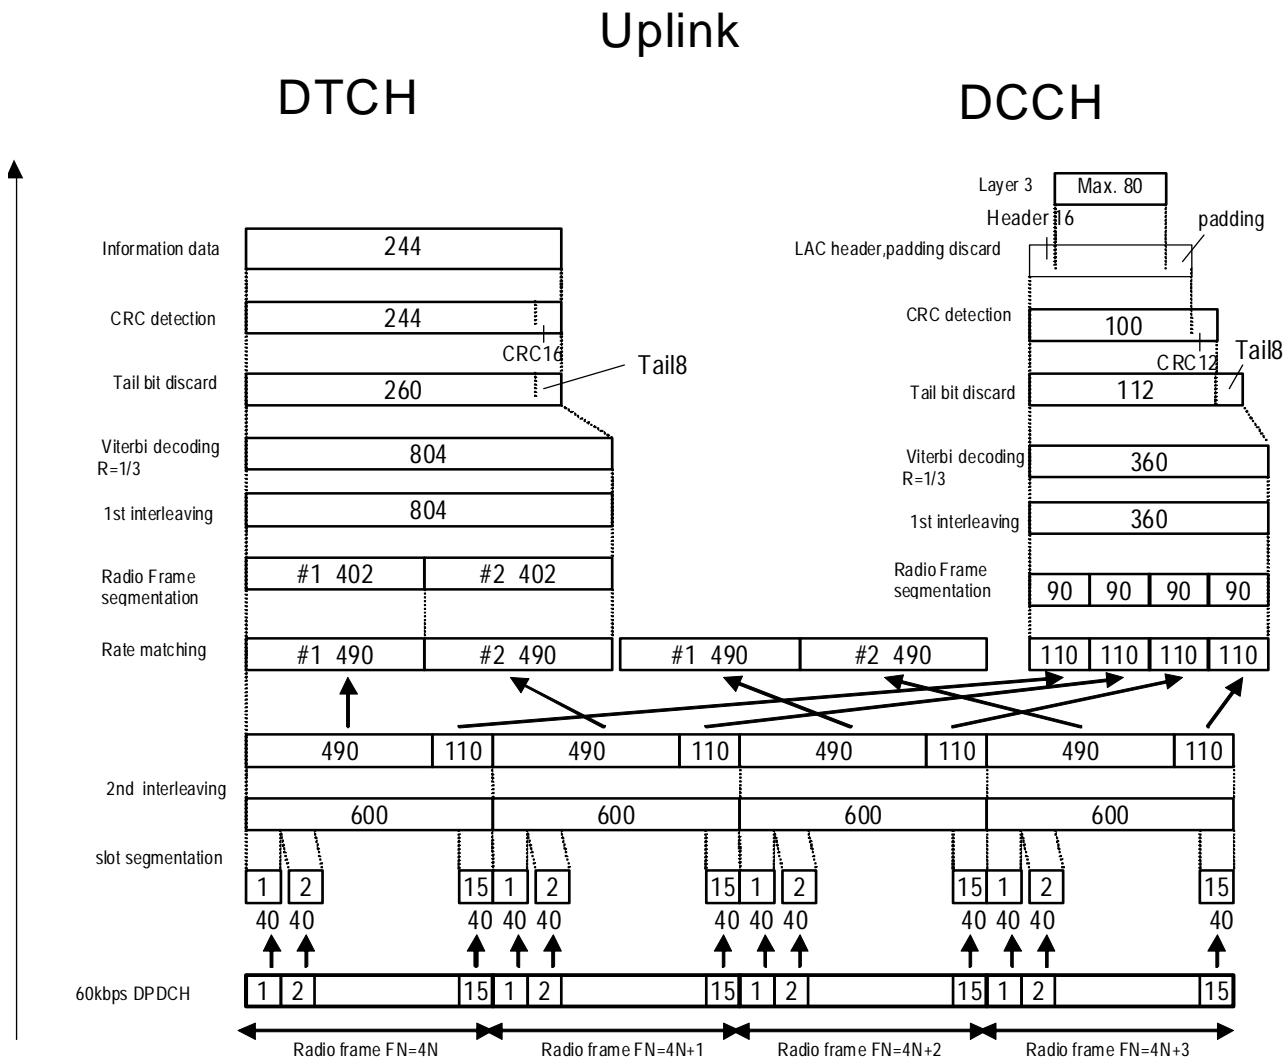 Uplink
DTCH
DCCH
Layer 3
Max. 80
Header 16
padding
Information data
244
LAC header,padding discard
CRC detection
244
CRC detection
100
CRC16
CRC12
Tail8
Tail8
Tail bit discard
260
Tail bit discard
112
Viterbi decoding
R=1/3
804
Viterbi decoding
R=1/3
360
1st interleaving
804
1st interleaving
360
Radio Frame
segmentation
#1 402
#2 402
Radio Frame
segmentation
90 90 90 90
Rate matching
#1 490
#2 490
#1 490
#2 490
110 110 110 110
490 110 490 110 490 110 490 110
2nd interleaving
600 600 600 600
slot segmentation
1 2 15 1 2 15 1 2 15 1 2 15
40 40 40 40 40 40 40 40 40 40 40 40
60kbps DPDCH
1 2 15 1 2 15 1 2 15 1 2 15
Radio frame FN=4N
Radio frame FN=4N+1
Radio frame FN=4N+2
Radio frame FN=4N+3